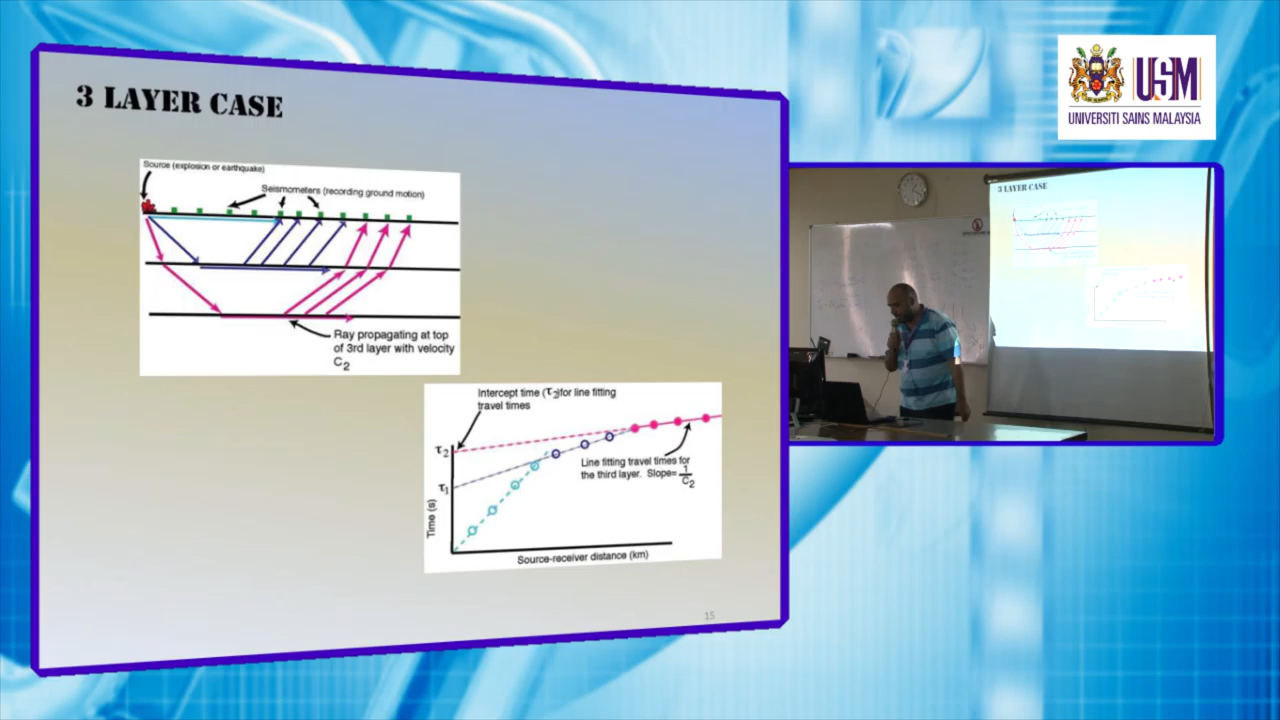 3 LAYER CASE
Source (explosion or earthquake)
Seismometers (recording ground motion)
Ray propagating at top
of 3rd layer with velocity
C2
Intercept time (τ2)for line fitting
travel times
τ2
τ1
Line fitting travel times for
the third layer. Slope= 1
C2
Time (s)
Source-receiver distance (km)
15
USM
UNIVERSITI SAINS MALAYSIA
3 LAYER CASE